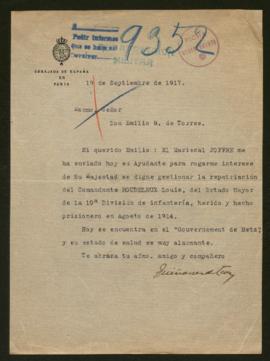 9352
Pedir informes
que se haga así
EMBAJADA DE ESPAÑA
EN
PARIS
1º Septiembre de 1917.
Excmo. Señor
Don Emilio M. de Torres.
Mi querido Emilio: El Mariscal JOFFRE me
ha enviado hoy su Ayudante para rogarme interese
de Su Majestad se digne gestionar la repatriación
del Comandante Louis, del Estado Mayor
de la 10ª División de infantería, herido y hecho
prisionero en Agosto de 1914.
Hoy se encuentra en el "Gouvernement de Metz"
y su estado de salud es muy alarmante.
Te abraza tu afmo. amigo y compañero